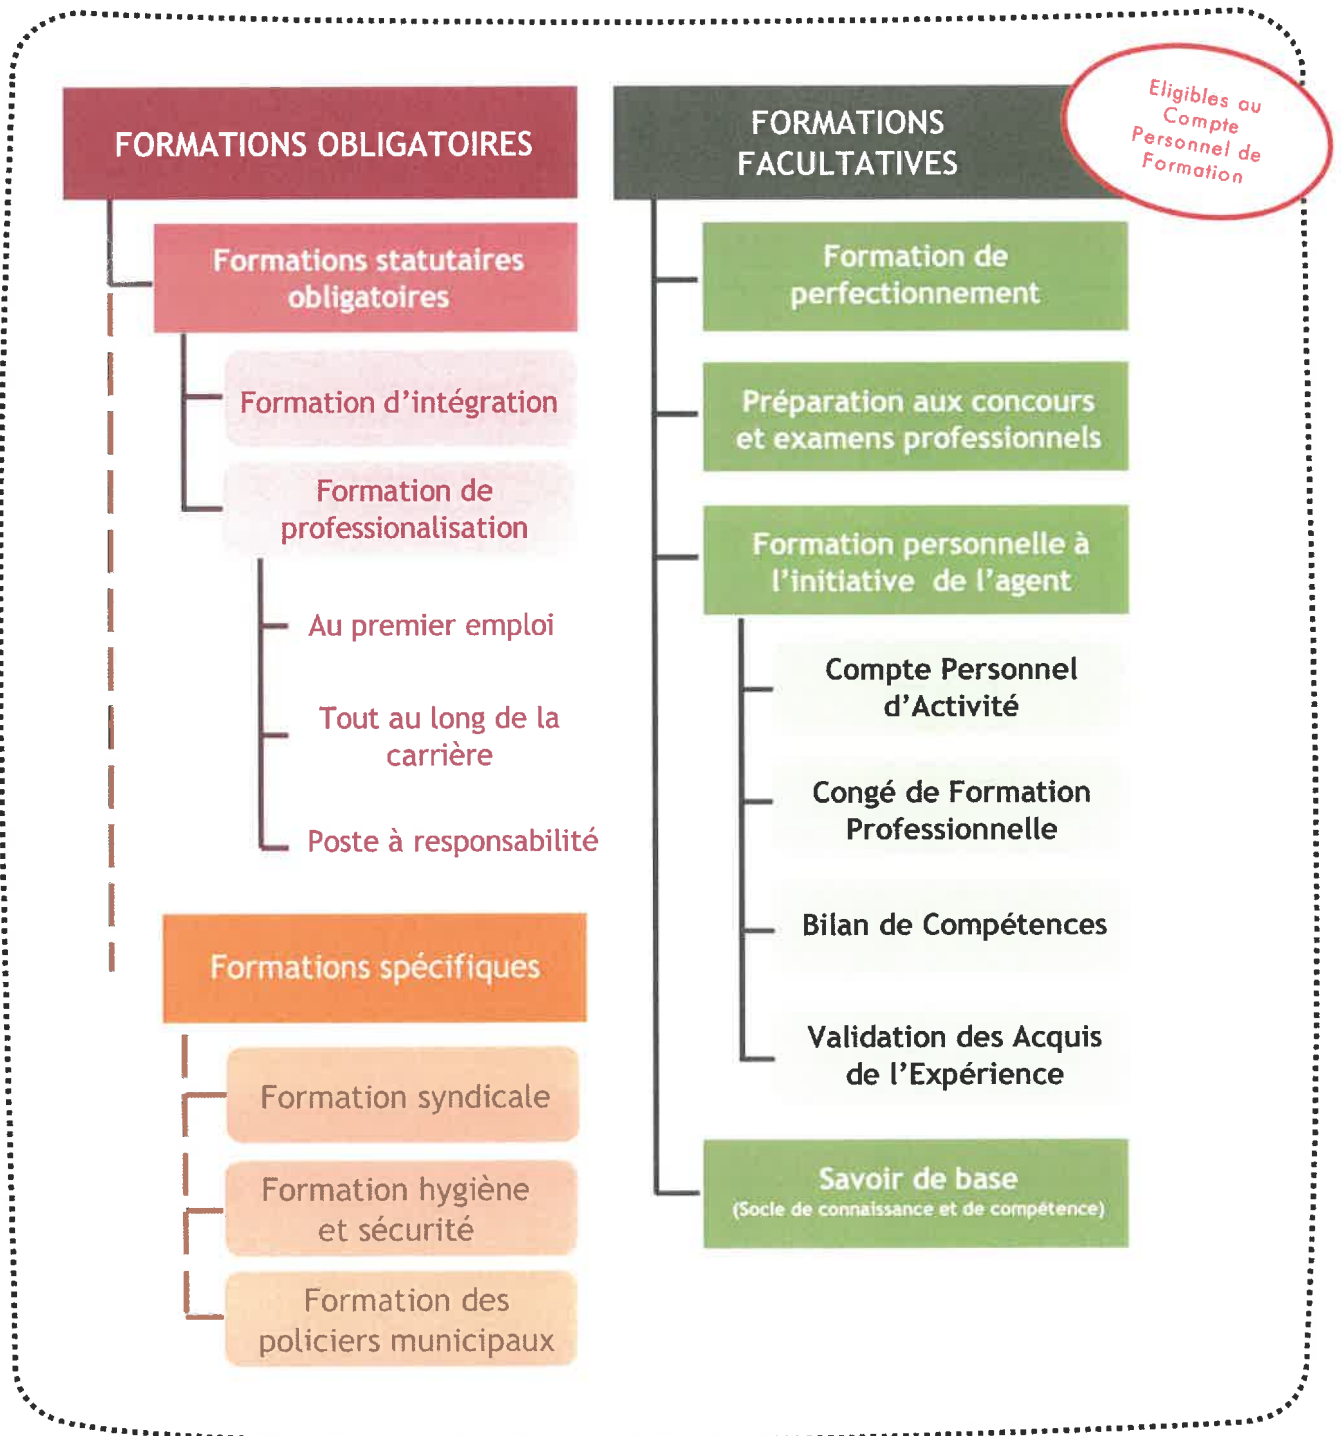 FORMATIONS OBLIGATOIRES
Formations statutaires
obligatoires
Formation d'intégration
Formation de
professionalisation
Au premier emploi
Tout au long de la
carrière
Poste à responsabilité
Formations spécifiques
Formation syndicale
Formation hygiène
et sécurité
Formation des
policiers municipaux
FORMATIONS
FACULTATIVES
Eligibles au
Compte
Personnel de
Formation
Formation de
perfectionnement
Préparation aux concours
et examens professionnels
Formation personnelle à
l'initiative de l'agent
Compte Personnel
d'Activité
Congé de Formation
Professionnelle
Bilan de Compétences
Validation des Acquis
de l'Expérience
Savoir de base
(Socle de connaissance et de compétence)